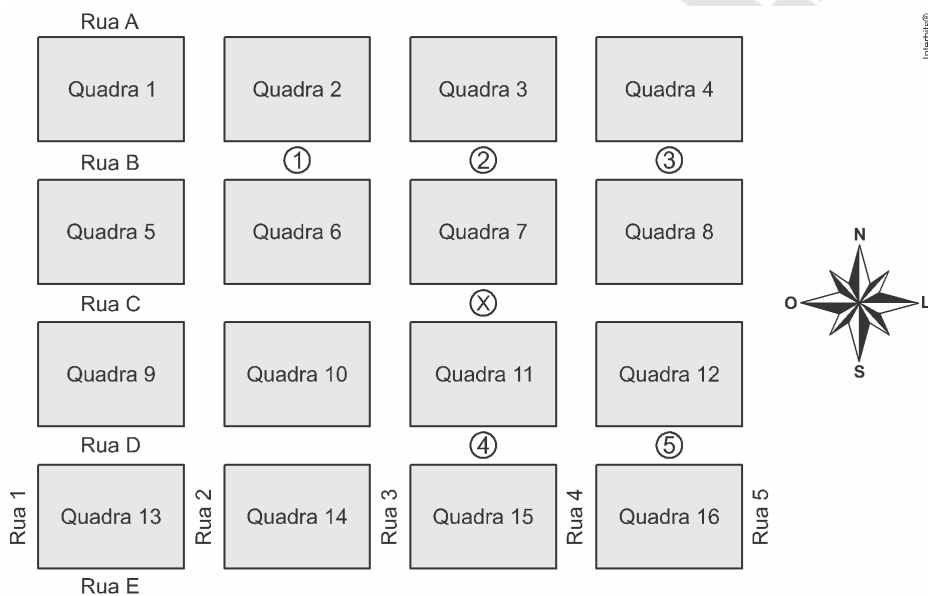 Rua A
Quadra 1 Quadra 2 Quadra 3 Quadra 4
Rua B ① ② ③
Quadra 5 Quadra 6 Quadra 7 Quadra 8
N
O L
S
Rua C Ⓧ
Quadra 9 Quadra 10 Quadra 11 Quadra 12
Rua D ④ ⑤
Rua 1 Quadra 13 Rua 2 Quadra 14 Rua 3 Quadra 15 Rua 4 Quadra 16 Rua 5
Rua E
Interbits®